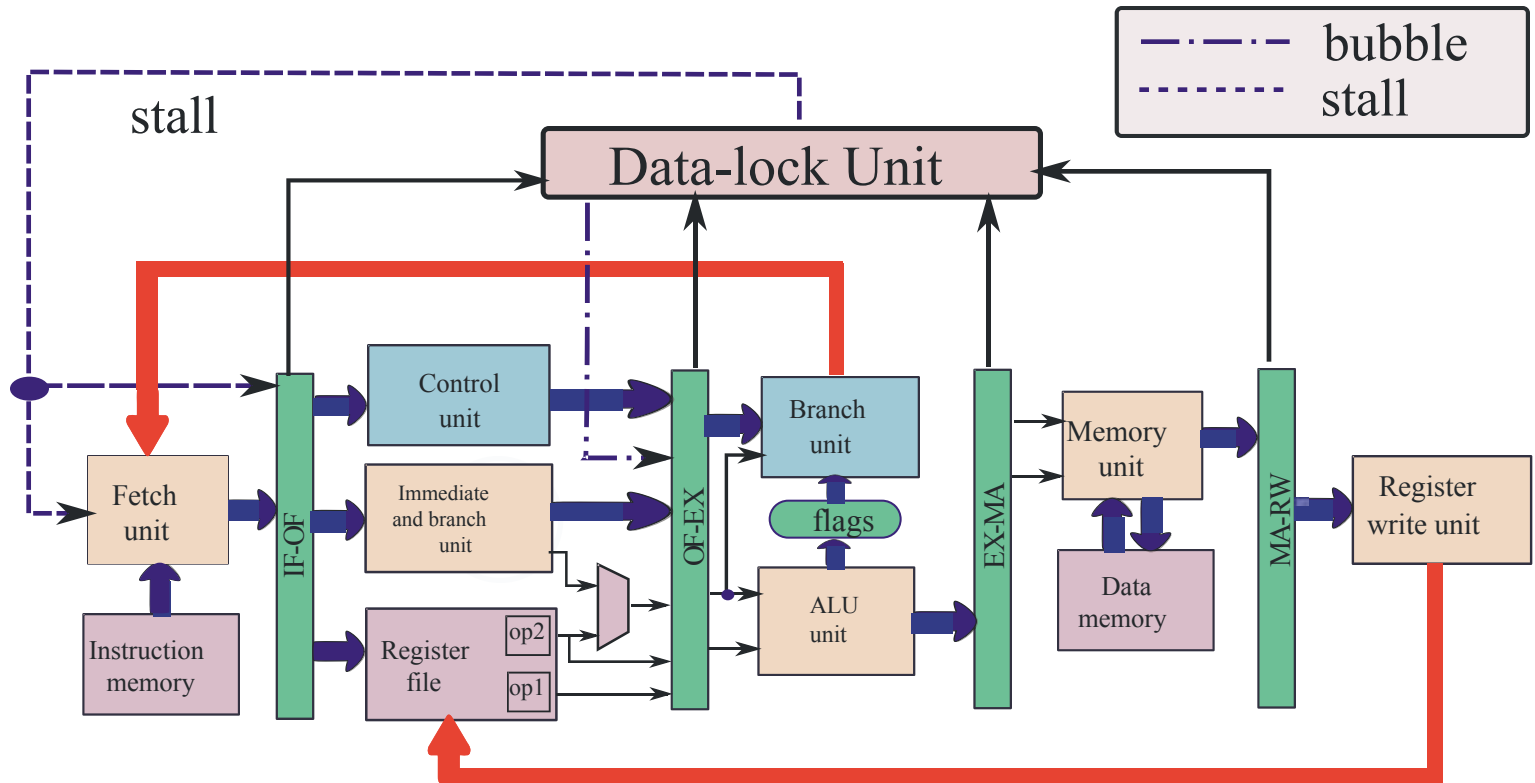 bubble
stall
stall
Data-lock Unit
Control
unit
Branch
unit
Memory
unit
Fetch
unit
Immediate
and branch
unit
flags
Register
write unit
IF-OF
OF-EX
EX-MA
MA-RW
Instruction
memory
Register
file
op2
op1
ALU
unit
Data
memory